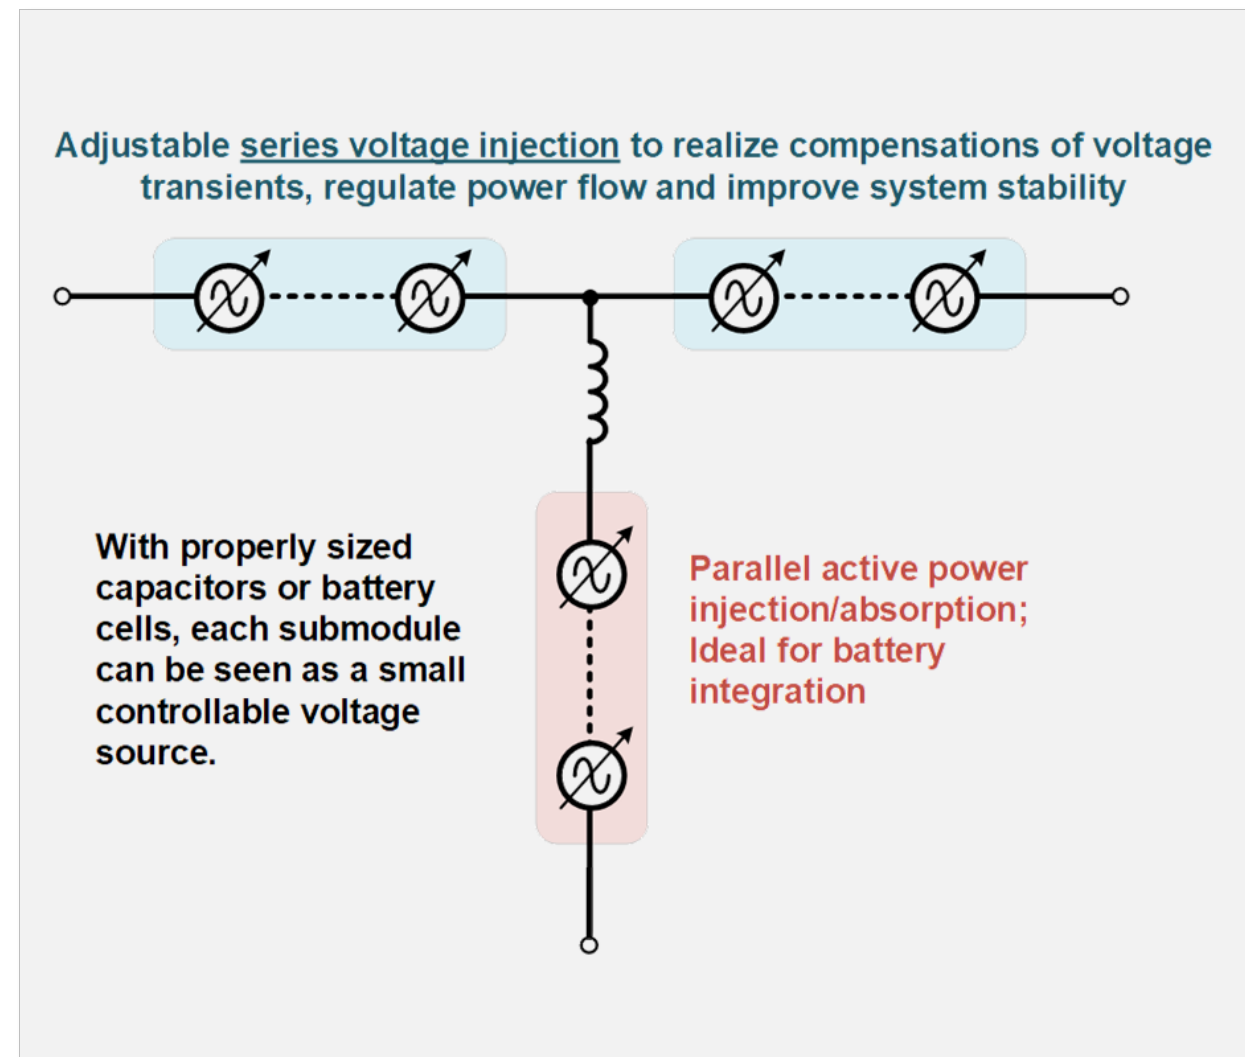 Adjustable series voltage injection to realize compensations of voltage
transients, regulate power flow and improve system stability
With properly sized
capacitors or battery
cells, each submodule
can be seen as a small
controllable voltage
source.
Parallel active power
injection/absorption;
Ideal for battery
integration